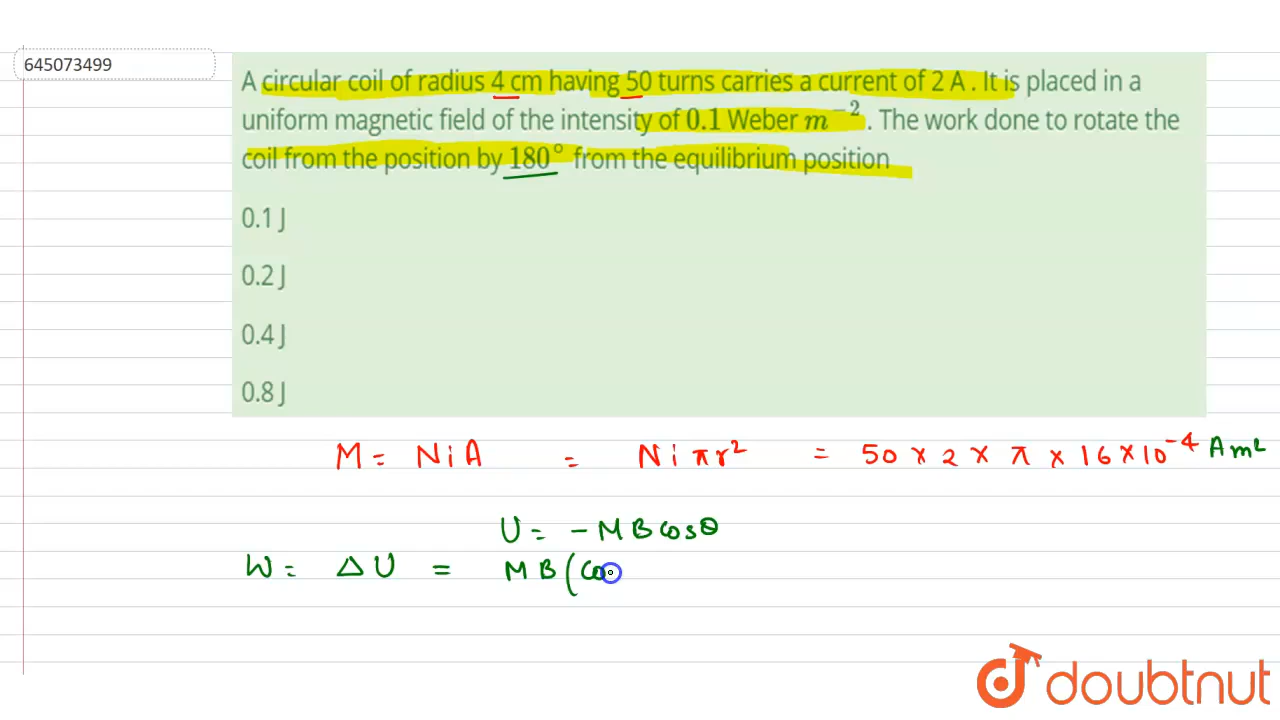 645073499
A circular coil of radius 4 cm having 50 turns carries a current of 2 A . It is placed in a
uniform magnetic field of the intensity of 0.1 Weber m⁻² . The work done to rotate the
coil from the position by 180° from the equilibrium position
0.1 J
0.2 J
0.4 J
0.8 J
M = NiA = Niπr² = 50 × 2 × π × 16 × 10⁻⁴ Am²
U = - MBcosθ
W = ΔU = MB(Co
doubtnut